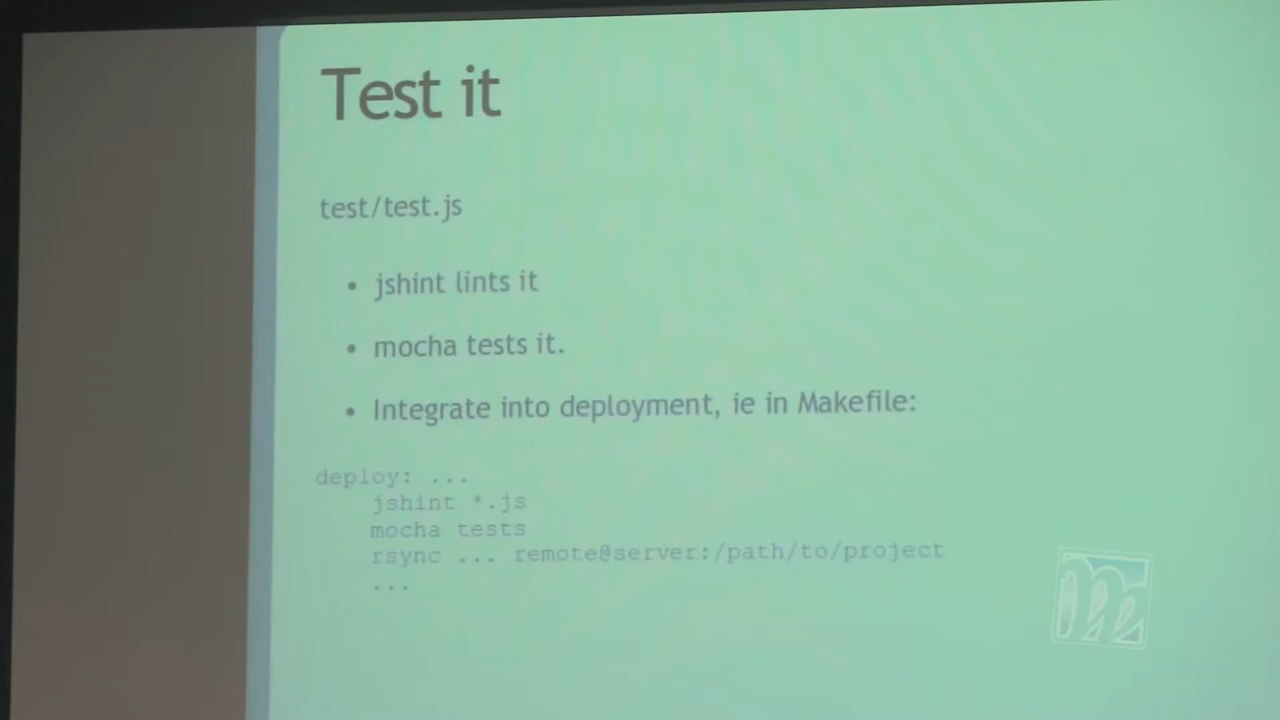 Test it
test/test.js
• jshint lints it
• mocha tests it.
• Integrate into deployment, ie in Makefile:
deploy: ...
jshint *.js
mocha tests
rsync ... remote@server:/path/to/project
...